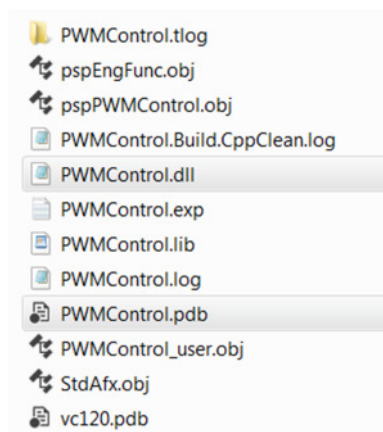 PWMControl.tlog
pspEngFunc.obj
pspPWMControl.obj
PWMControl.Build.CppClean.log
PWMControl.dll
PWMControl.exp
PWMControl.lib
PWMControl.log
PWMControl.pdb
PWMControl_user.obj
StdAfx.obj
vc120.pdb